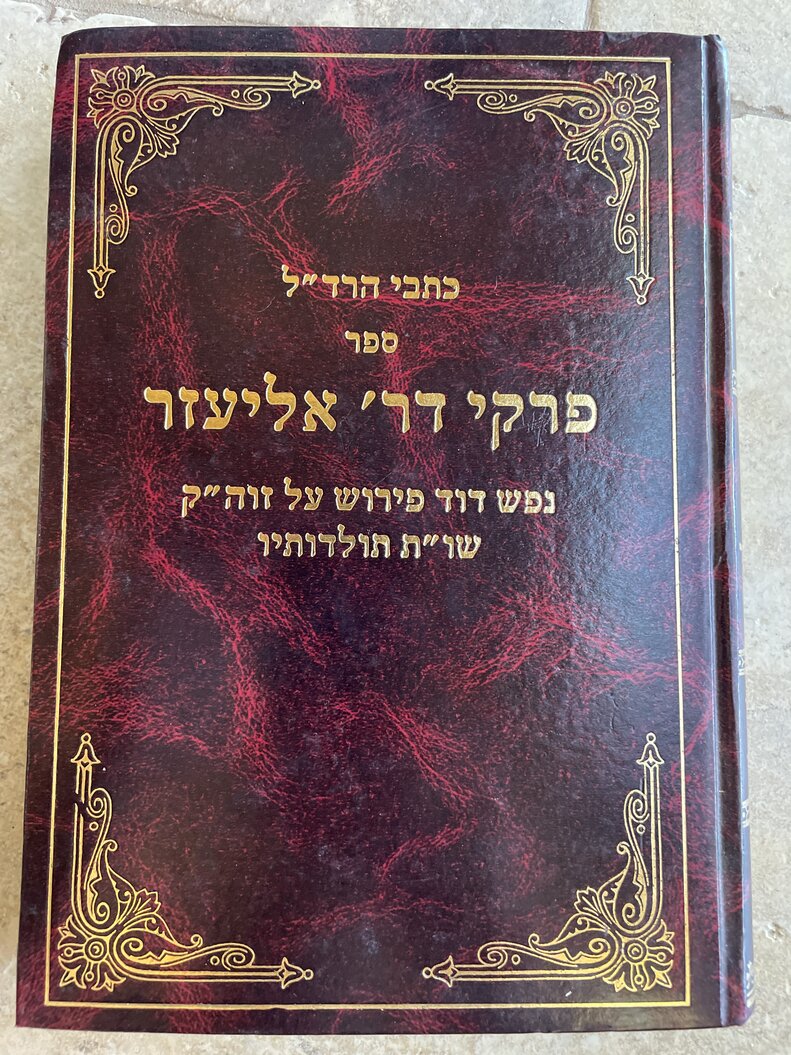 כתבי הרד״ל
ספר
פרקי דר׳ אליעזר
נפש דוד פירוש על זוה״ק
שו״ת תולדותיו